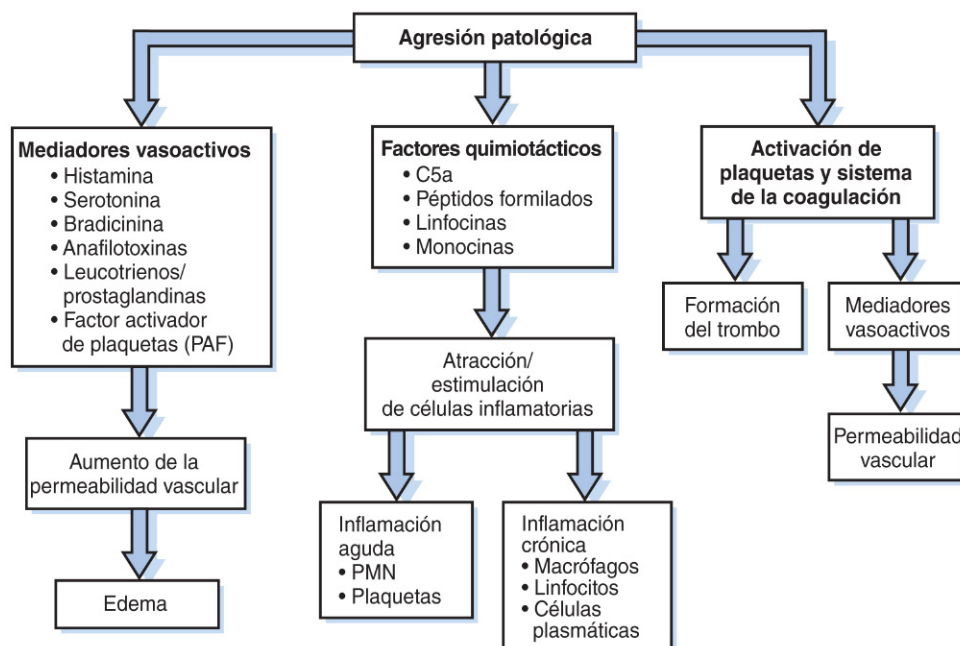 Agresión patológica
Mediadores vasoactivos
• Histamina
• Serotonina
• Bradicinina
• Anafilotoxinas
• Leucotrienos/
prostaglandinas
• Factor activador
de plaquetas (PAF)
Aumento de la
permeabilidad vascular
Edema
Factores quimiotácticos
• C5a
• Péptidos formilados
• Linfocinas
• Monocinas
Atracción/
estimulación
de células inflamatorias
Inflamación
aguda
• PMN
• Plaquetas
Inflamación
crónica
• Macrófagos
• Linfocitos
• Células
plasmáticas
Activación de
plaquetas y sistema
de la coagulación
Formación
del trombo
Mediadores
vasoactivos
Permeabilidad
vascular